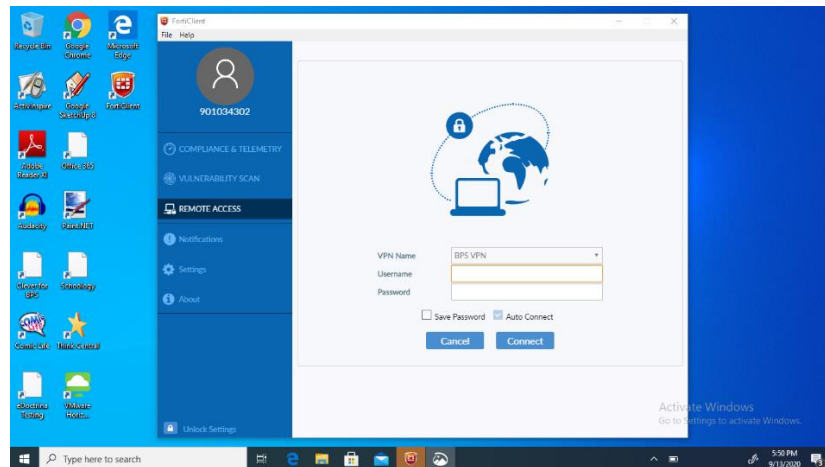 Recycle Bin
Google Chrome
Microsoft Edge
ActivInspire
Google SketchUp 8
FortiClient
Adobe Reader XI
Office 365
Audacity
Paint.NET
Clever for BPS
Schoology
Comic Life
eDoctrina Testing
VMware Horiz...
FortiClient
File Help
901034302
COMPLIANCE & TELEMETRY
VULNERABILITY SCAN
REMOTE ACCESS
Notifications
Settings
About
Unlock Settings
VPN Name
BPS VPN
Username
Password
Save Password
Auto Connect
Cancel
Connect
Activate Windows
Go to Settings to activate Windows.
Type here to search
5:50 PM
9/13/2020